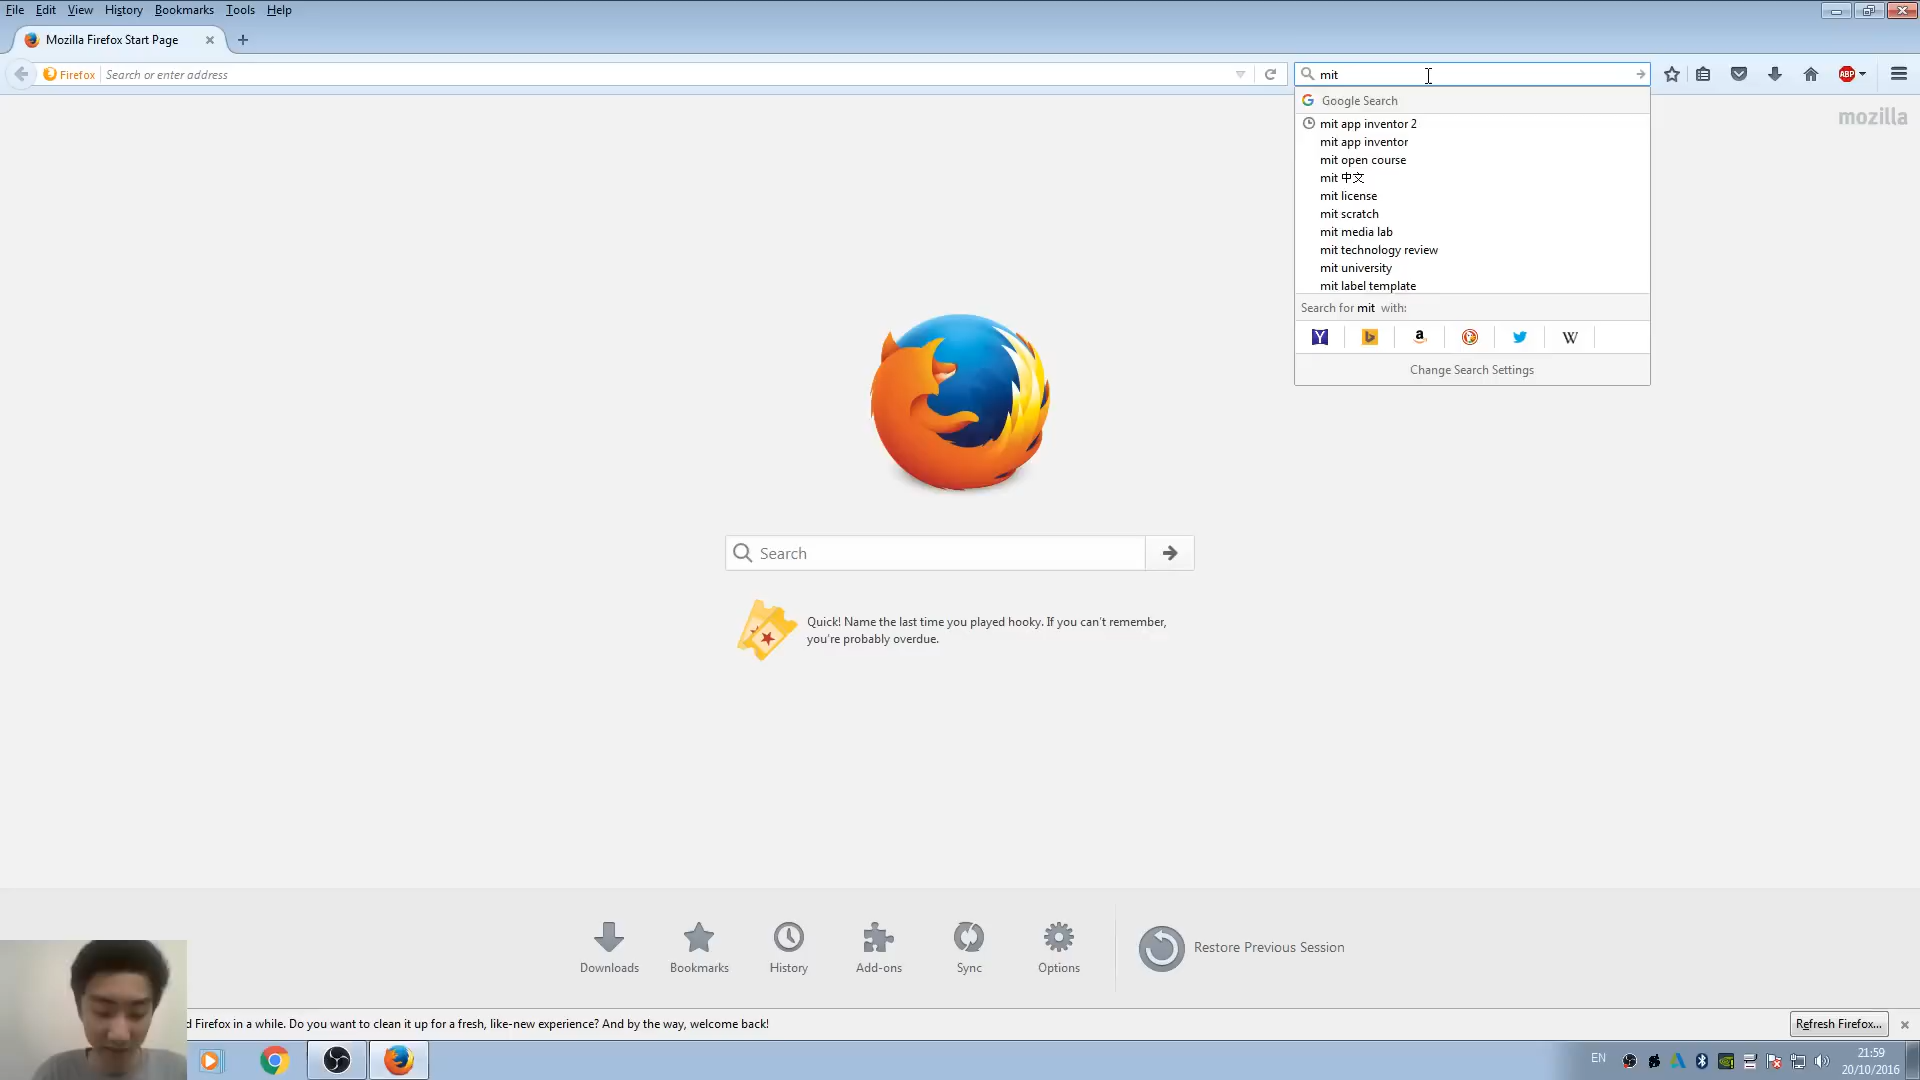 File Edit View History Bookmarks Tools Help
Mozilla Firefox Start Page
Firefox Search or enter address
mit
Google Search
mozilla
mit app inventor 2
mit app inventor
mit open course
mit 中文
mit license
mit scratch
mit media lab
mit technology review
mit university
mit label template
Search for mit with:
Change Search Settings
Search
Quick! Name the last time you played hooky. If you can't remember,
you're probably overdue.
Downloads Bookmarks History Add-ons Sync Options Restore Previous Session
d Firefox in a while. Do you want to clean it up for a fresh, like-new experience? And by the way, welcome back!
Refresh Firefox...
EN
21:59
20/10/2016